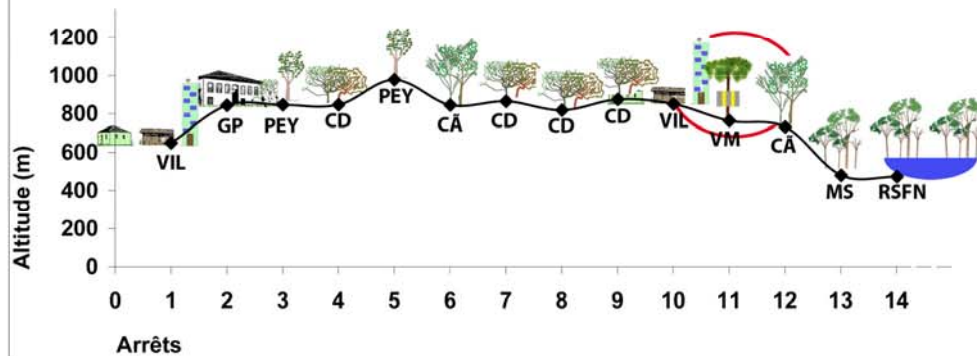 Altitude (m)
1200
1000
800
600
400
200
0
VIL
GP
PEY
CD
PEY
CÃ
CD
CD
CD
VIL
VM
CÃ
MS
RSFN
0 1 2 3 4 5 6 7 8 9 10 11 12 13 14
Arrêts